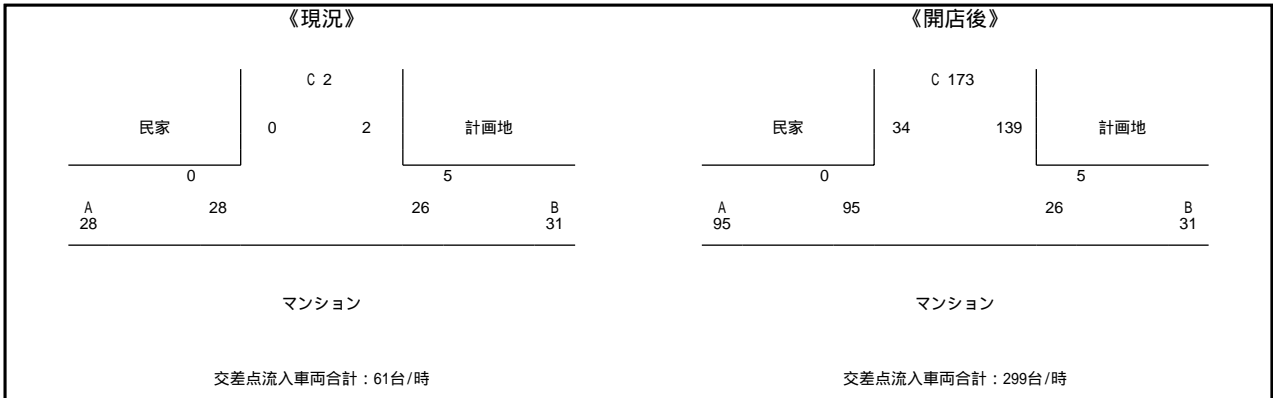 《現況》
C 2
民家 0 2 計画地
0 5
A 28 26 B
28 31
マンション
交差点流入車両合計：61台/時
《開店後》
C 173
民家 34 139 計画地
0 5
A 95 26 B
95 31
マンション
交差点流入車両合計：299台/時